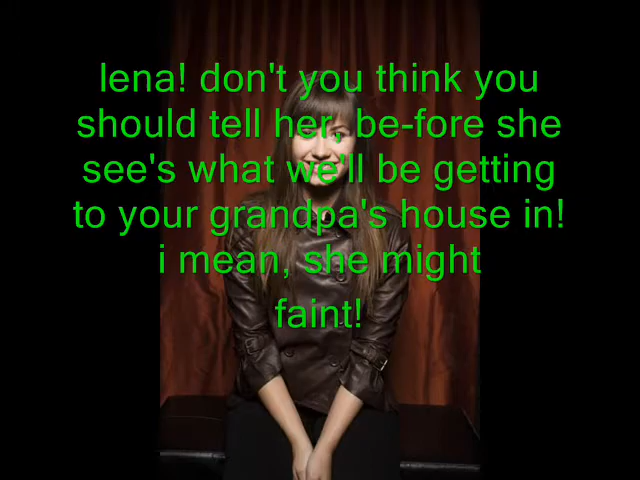 lena! don't you think you
should tell her, be-fore she
see's what we'll be getting
to your grandpa's house in!
i mean, she might
faint!